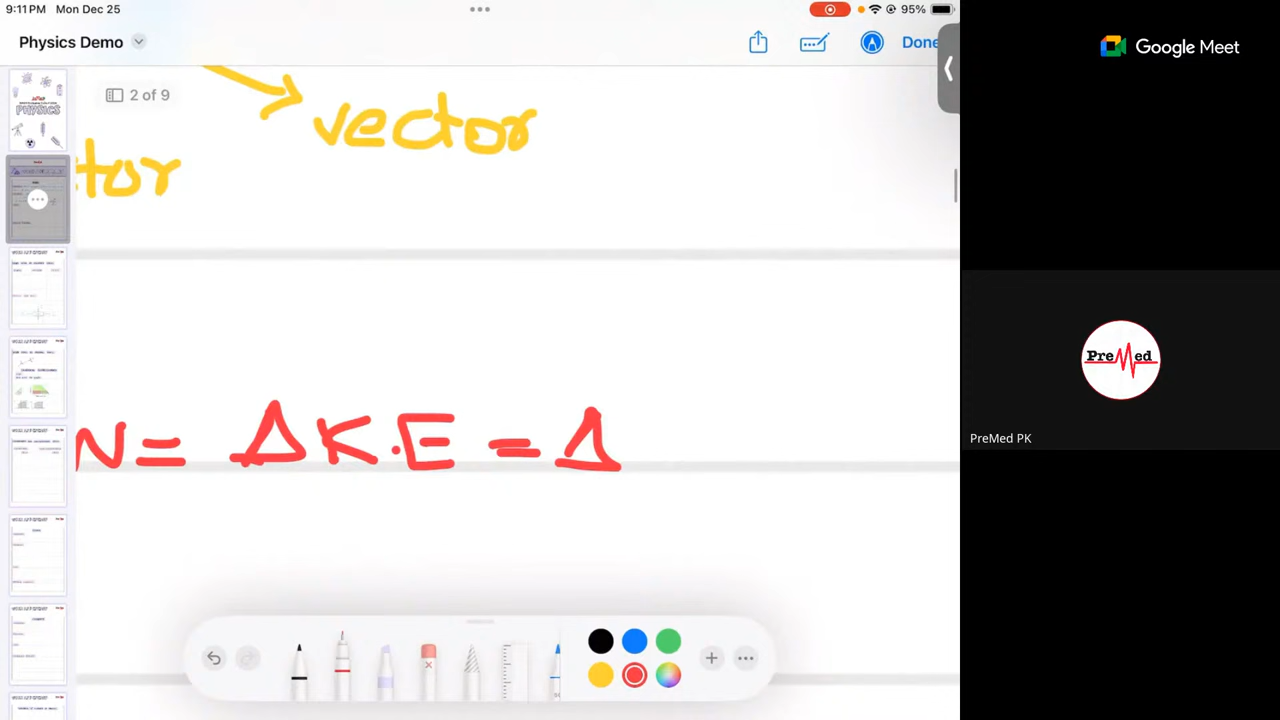 9:11 PM Mon Dec 25
95%
Physics Demo
Done
Google Meet
2 of 9
vector
tor
W = Δ K.E = Δ
PHYSICS
PreMed
PreMed PK